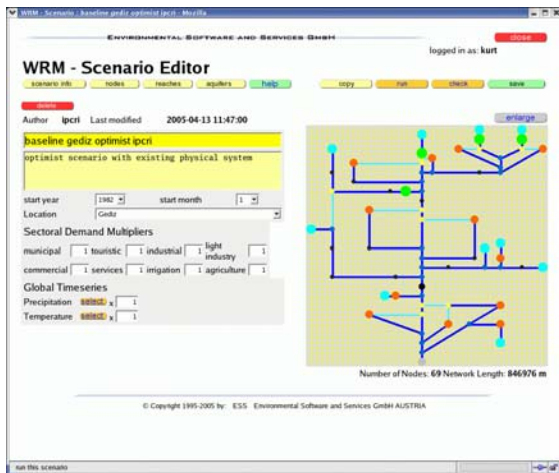 WRM - Scenario : baseline gediz optimist ipcri - Mozilla
ENVIRONMENTAL SOFTWARE AND SERVICES GMBH
close
logged in as: kurt
WRM - Scenario Editor
scenario info nodes reaches aquifers help copy run check save
delete
Author ipcri Last modified 2005-04-13 11:47:00 enlarge
baseline gediz optimist ipcri
optimist scenario with existing physical system
start year 1982 start month 1
Location Gediz
Sectoral Demand Multipliers
municipal 1 touristic 1 industrial 1 light industry 1
commercial 1 services 1 irrigation 1 agriculture 1
Global Timeseries
Precipitation select x 1
Temperature select x 1
Number of Nodes: 69 Network Length: 846976 m
© Copyright 1995-2005 by: ESS Environmental Software and Services GmbH AUSTRIA
run this scenario